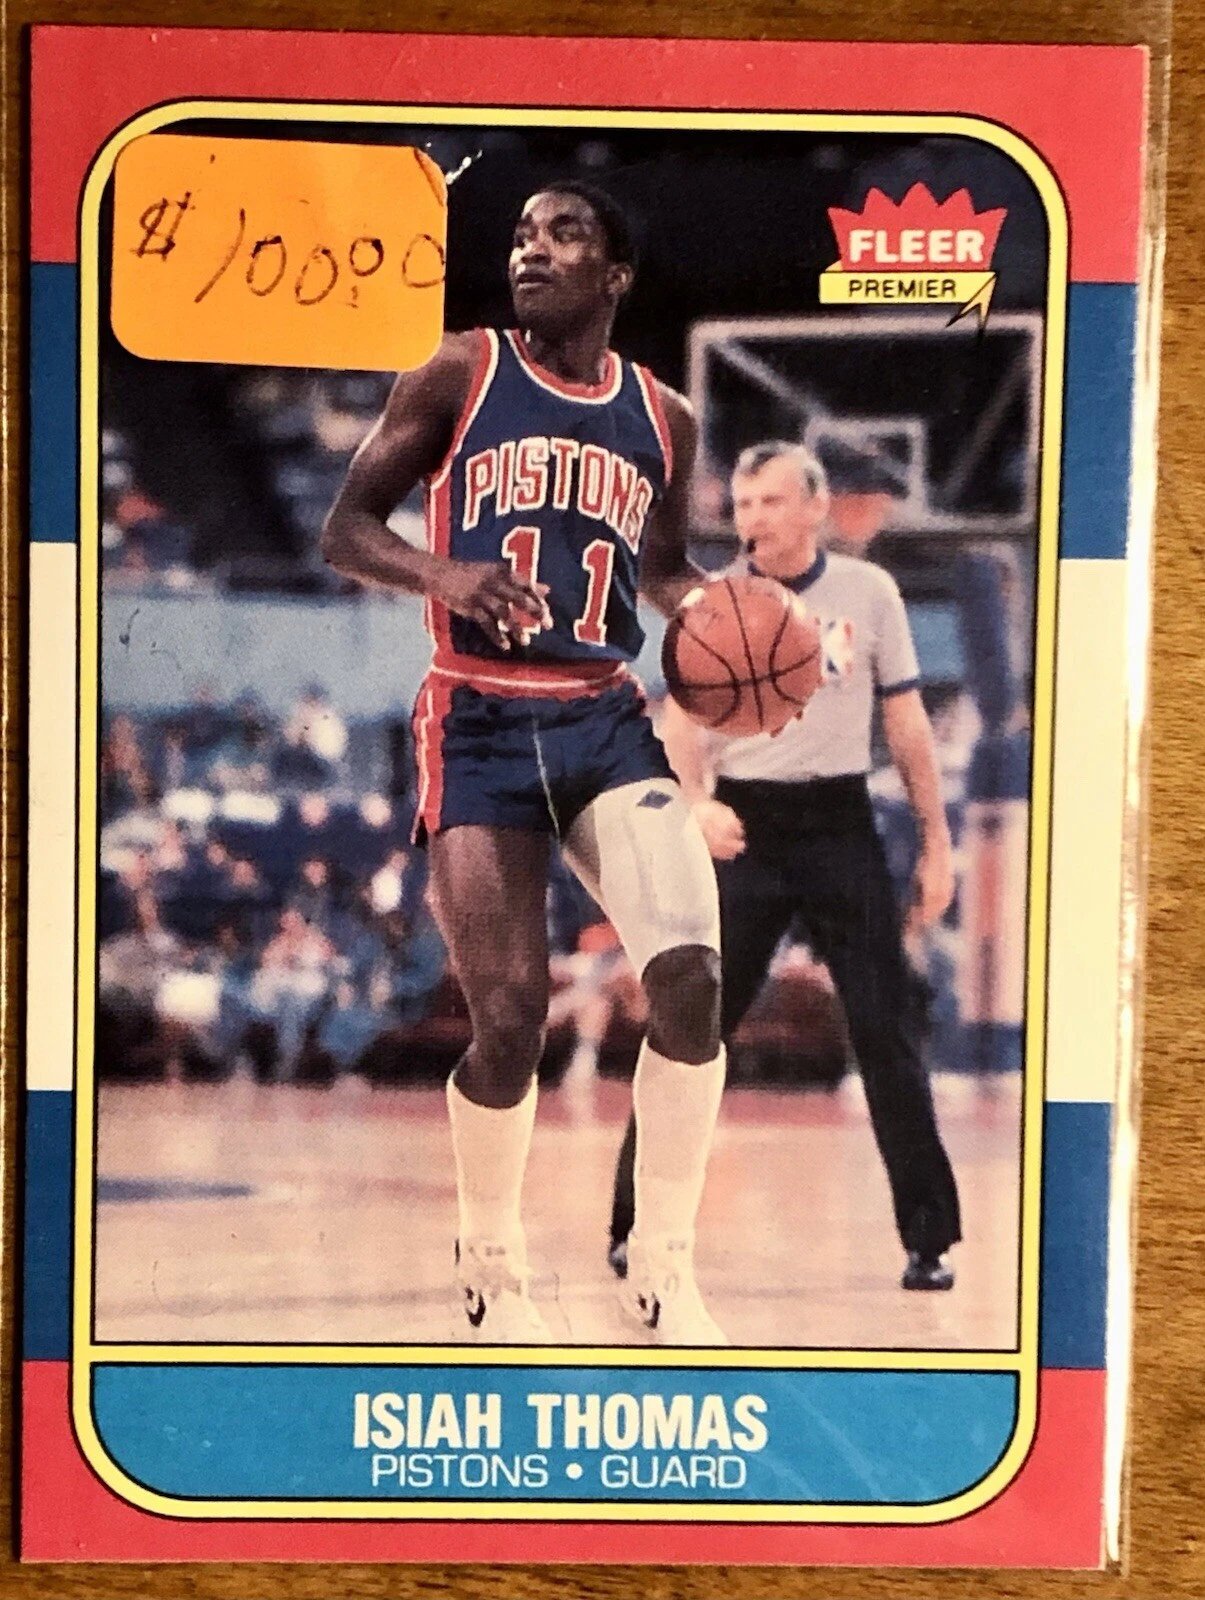 $100.00
FLEER
PREMIER
PISTONS
11
ISIAH THOMAS
PISTONS • GUARD